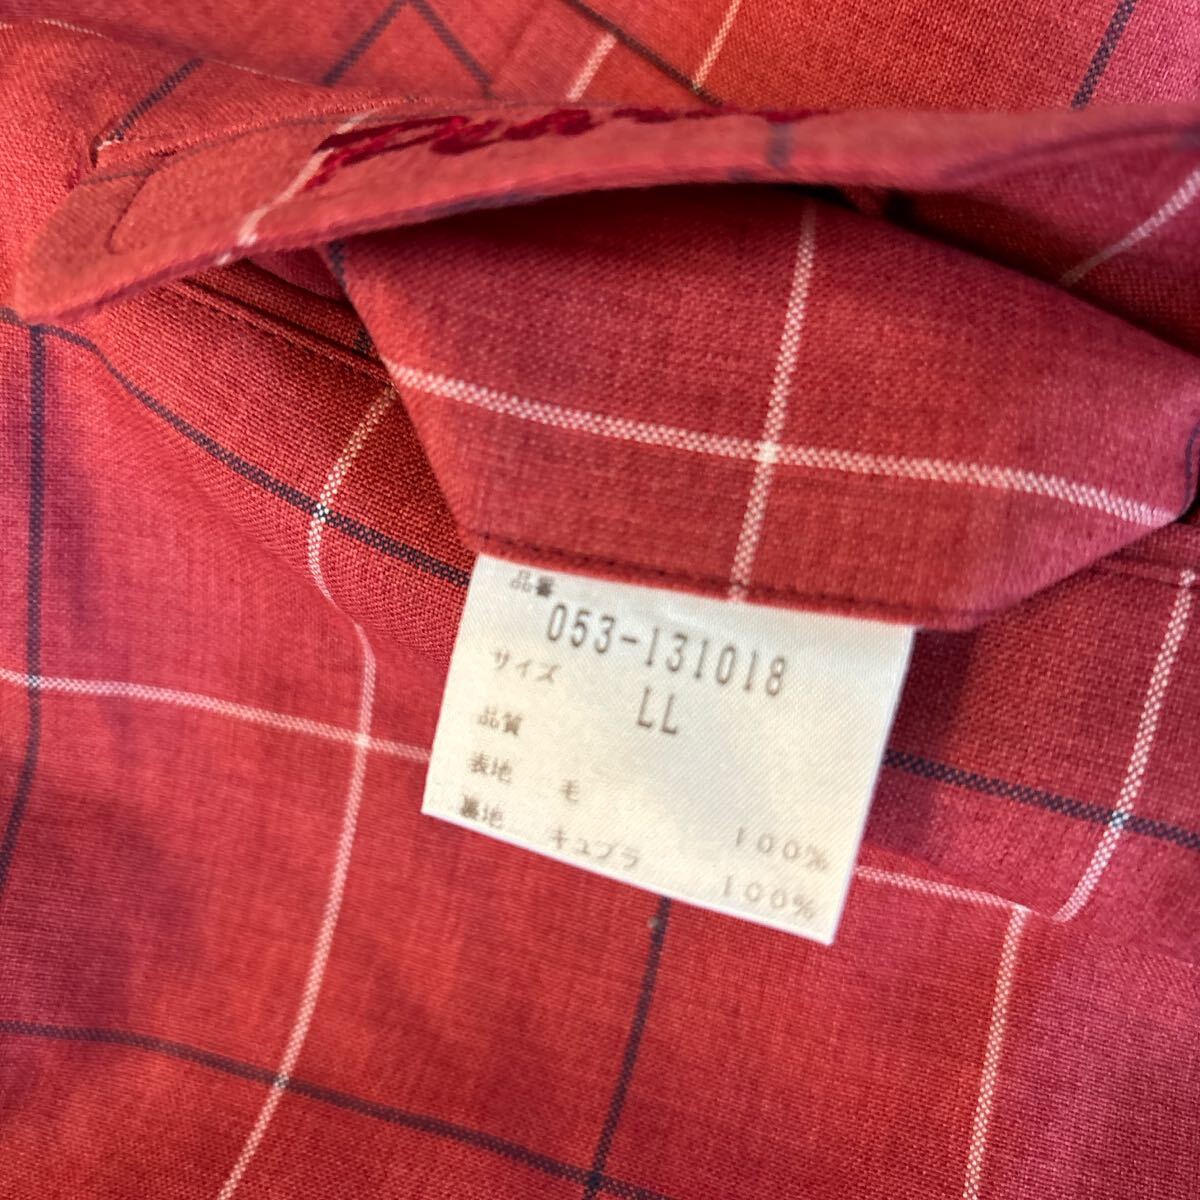 品番
053-131018
サイズ LL
品質
表地 毛 100%
裏地 キュプラ 100%